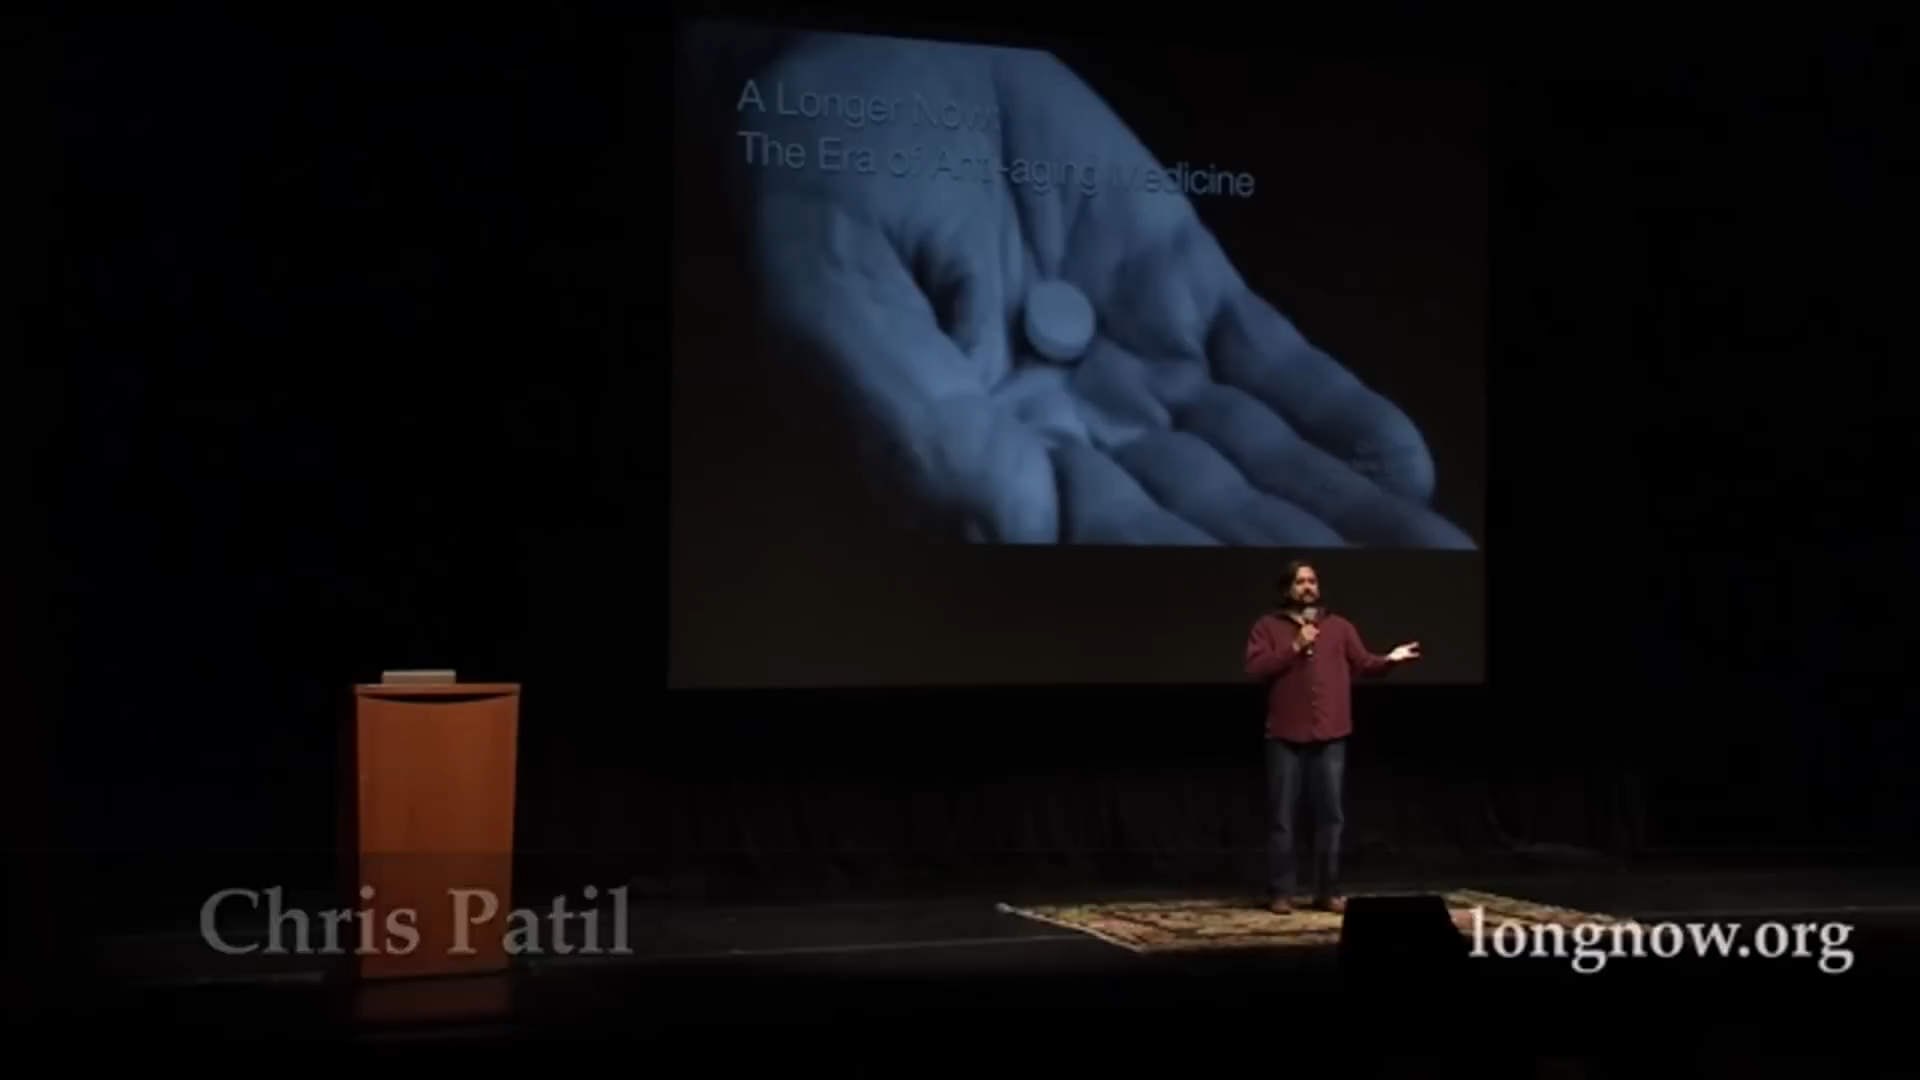 A Longer Now:
The Era of Anti-aging Medicine
Chris Patil
longnow.org